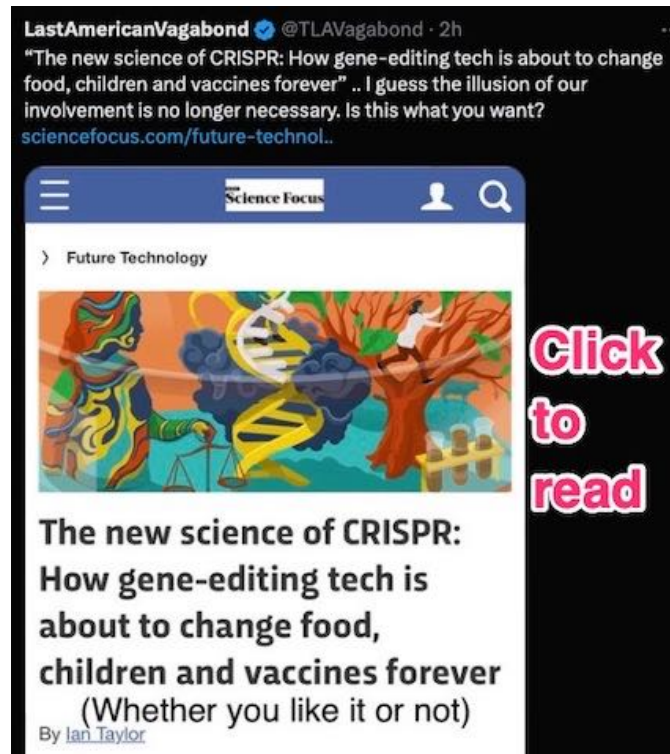 LastAmericanVagabond @TLAVagabond · 2h
“The new science of CRISPR: How gene-editing tech is about to change
food, children and vaccines forever” .. I guess the illusion of our
involvement is no longer necessary. Is this what you want?
sciencefocus.com/future-technol..
Science Focus
〉 Future Technology
Click
to
read
The new science of CRISPR:
How gene-editing tech is
about to change food,
children and vaccines forever
(Whether you like it or not)
By Ian Taylor